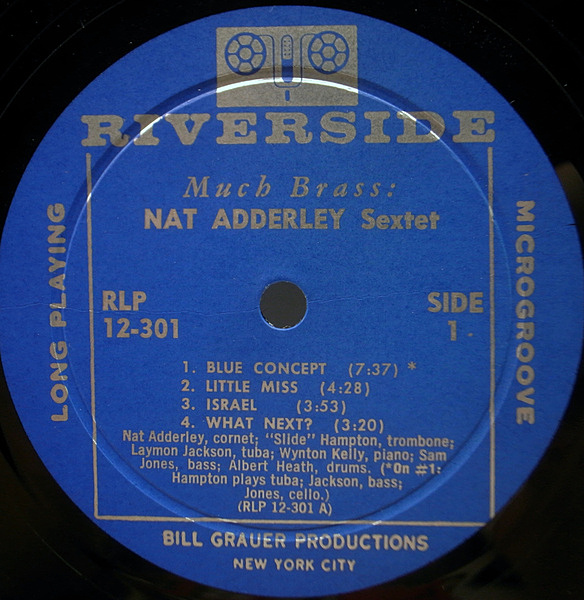 RIVERSIDE
Much Brass:
NAT ADDERLEY Sextet
LONG PLAYING
MICROGROOVE
RLP
12-301
SIDE
1
1. BLUE CONCEPT (7:37) *
2. LITTLE MISS (4:28)
3. ISRAEL (3:53)
4. WHAT NEXT? (3:20)
Nat Adderley, cornet; "Slide" Hampton, trombone;
Laymon Jackson, tuba; Wynton Kelly, piano; Sam
Jones, bass; Albert Heath, drums. (*On #1:
Hampton plays tuba; Jackson, bass;
Jones, cello.)
(RLP 12-301 A)
BILL GRAUER PRODUCTIONS
NEW YORK CITY